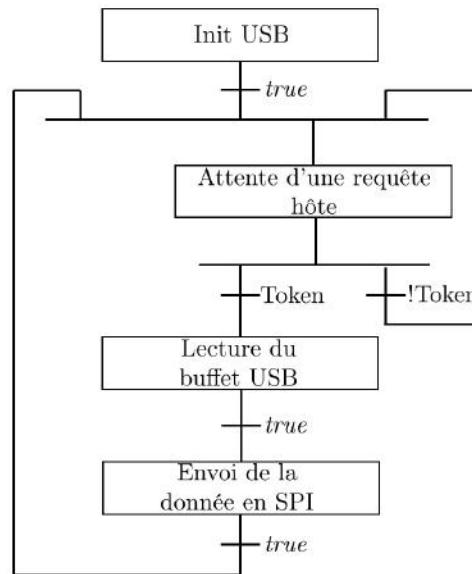 Init USB
true
Attente d'une requête
hôte
Token
!Token
Lecture du
buffet USB
true
Envoi de la
donnée en SPI
true